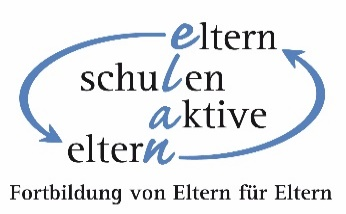 eltern
schulen
aktive
eltern
Fortbildung von Eltern für Eltern